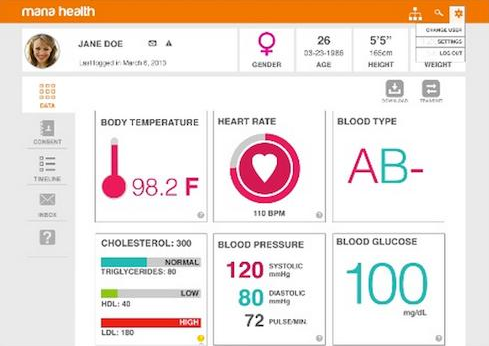 mana health
CHANGE USER
SETTINGS
LOG OUT
JANE DOE
Last logged in March 6, 2013
GENDER
26
03-23-1986
AGE
5'5"
165cm
HEIGHT
WEIGHT
DATA
CONSENT
TIMELINE
INBOX
?
DOWNLOAD
TRANSMIT
BODY TEMPERATURE
98.2 F
?
HEART RATE
110 BPM
?
BLOOD TYPE
AB-
CHOLESTEROL: 300
NORMAL
TRIGLYCERIDES: 80
LOW
HDL: 40
HIGH
LDL: 180
?
BLOOD PRESSURE
120 SYSTOLIC
mmHg
80 DIASTOLIC
mmHg
72 PULSE/MIN.
?
BLOOD GLUCOSE
100
mg/dL
?